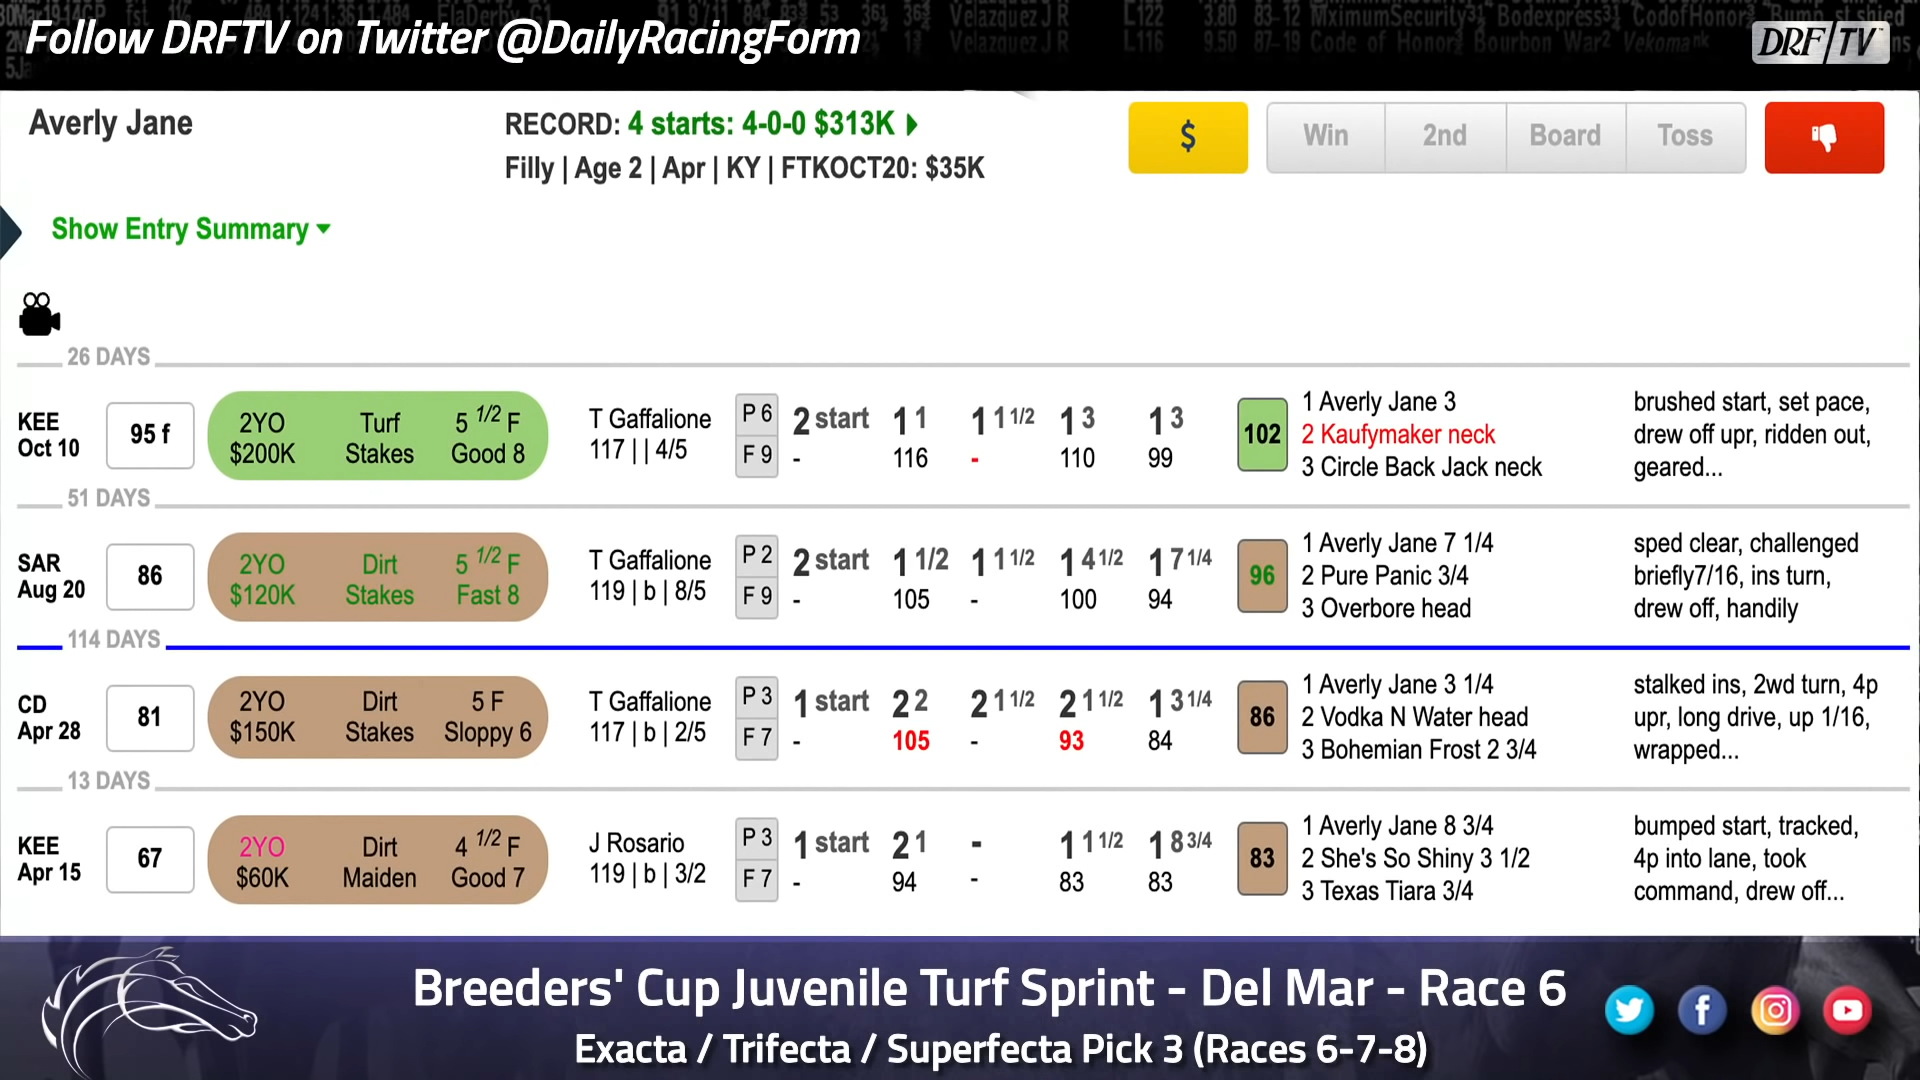 Follow DRFTV on Twitter @DailyRacingForm
DRF/TV
Averly Jane
RECORD: 4 starts: 4-0-0 $313K
Filly | Age 2 | Apr | KY | FTKOCT20: $35K
$
Win
2nd
Board
Toss
Show Entry Summary
26 DAYS
KEE
Oct 10
95 f
2YO Turf 5 1/2 F
$200K Stakes Good 8
T Gaffalione
117 | | 4/5
P 6
F 9
2 start 1 1 1 1 1/2 1 3 1 3
- 116 - 110 99
102
1 Averly Jane 3
2 Kaufymaker neck
3 Circle Back Jack neck
brushed start, set pace,
drew off upr, ridden out,
geared...
51 DAYS
SAR
Aug 20
86
2YO Dirt 5 1/2 F
$120K Stakes Fast 8
T Gaffalione
119 | b | 8/5
P 2
F 9
2 start 1 1/2 1 1 1/2 1 4 1/2 1 7 1/4
- 105 - 100 94
96
1 Averly Jane 7 1/4
2 Pure Panic 3/4
3 Overbore head
sped clear, challenged
briefly7/16, ins turn,
drew off, handily
114 DAYS
CD
Apr 28
81
2YO Dirt 5 F
$150K Stakes Sloppy 6
T Gaffalione
117 | b | 2/5
P 3
F 7
1 start 2 2 2 1 1/2 2 1 1/2 1 3 1/4
- 105 - 93 84
86
1 Averly Jane 3 1/4
2 Vodka N Water head
3 Bohemian Frost 2 3/4
stalked ins, 2wd turn, 4p
upr, long drive, up 1/16,
wrapped...
13 DAYS
KEE
Apr 15
67
2YO Dirt 4 1/2 F
$60K Maiden Good 7
J Rosario
119 | b | 3/2
P 3
F 7
1 start 2 1 - 1 1 1/2 1 8 3/4
- 94 - 83 83
83
1 Averly Jane 8 3/4
2 She's So Shiny 3 1/2
3 Texas Tiara 3/4
bumped start, tracked,
4p into lane, took
command, drew off...
Breeders' Cup Juvenile Turf Sprint - Del Mar - Race 6
Exacta / Trifecta / Superfecta Pick 3 (Races 6-7-8)